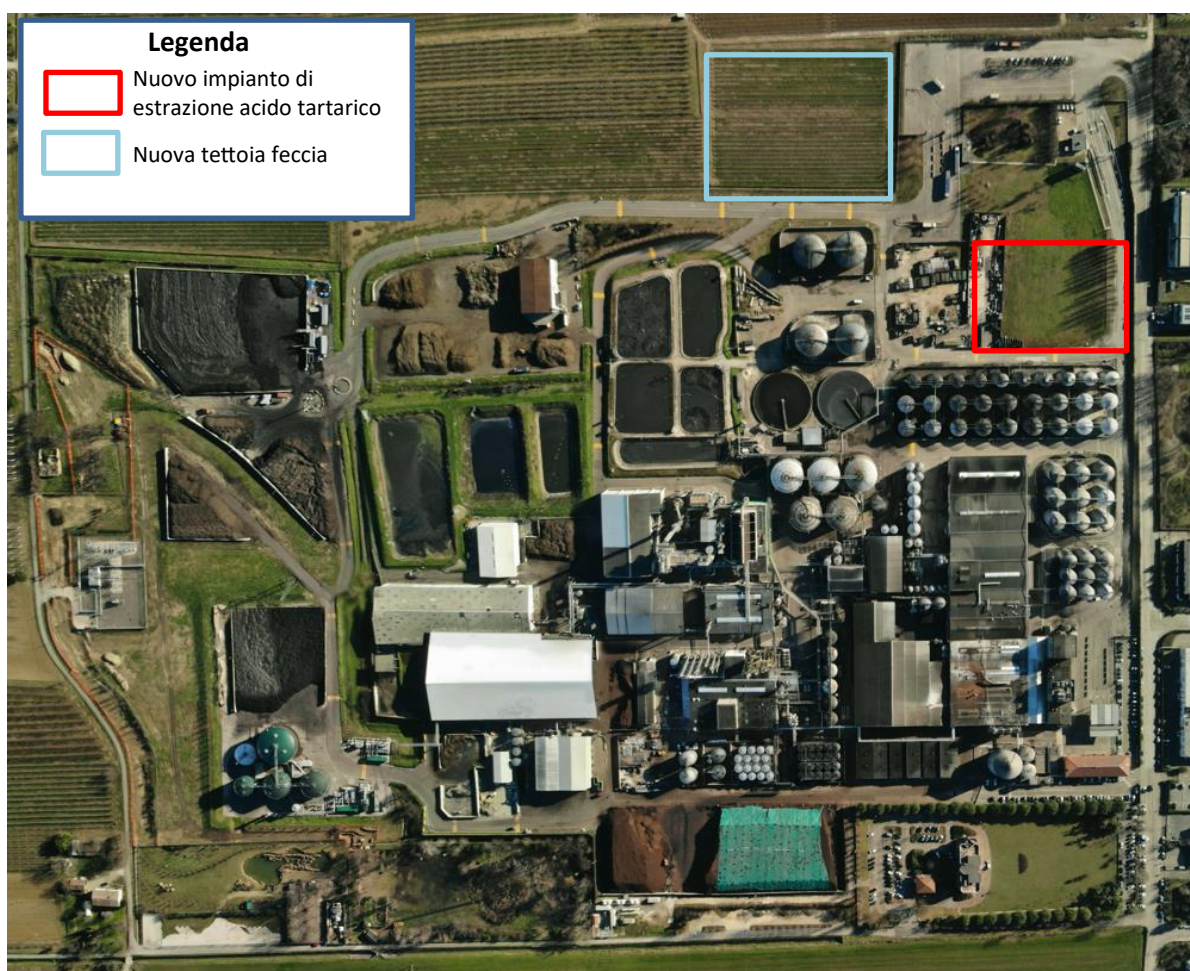 Legenda
Nuovo impianto di
estrazione acido tartarico
Nuova tettoia feccia